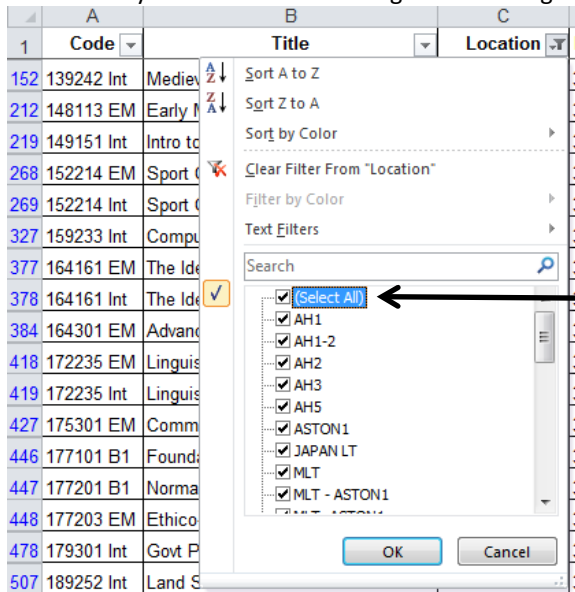 A B C
1 Code Title Location
152 139242 Int Mediev
212 148113 EM Early
219 149151 Int Intro to
268 152214 EM Sport
269 152214 Int Sport
327 159233 Int Compu
377 164161 EM The Ide
378 164161 Int The Ide
384 164301 EM Advanc
418 172235 EM Linguis
419 172235 Int Linguis
427 175301 EM Comm
446 177101 B1 Founda
447 177201 B1 Norma
448 177203 EM Ethico
478 179301 Int Govt P
507 189252 Int Land S
Sort A to Z
Sort Z to A
Sort by Color
Clear Filter From "Location"
Filter by Color
Text Filters
Search
(Select All)
AH1
AH1-2
AH2
AH3
AH5
ASTON1
JAPAN LT
MLT
MLT - ASTON1
OK Cancel